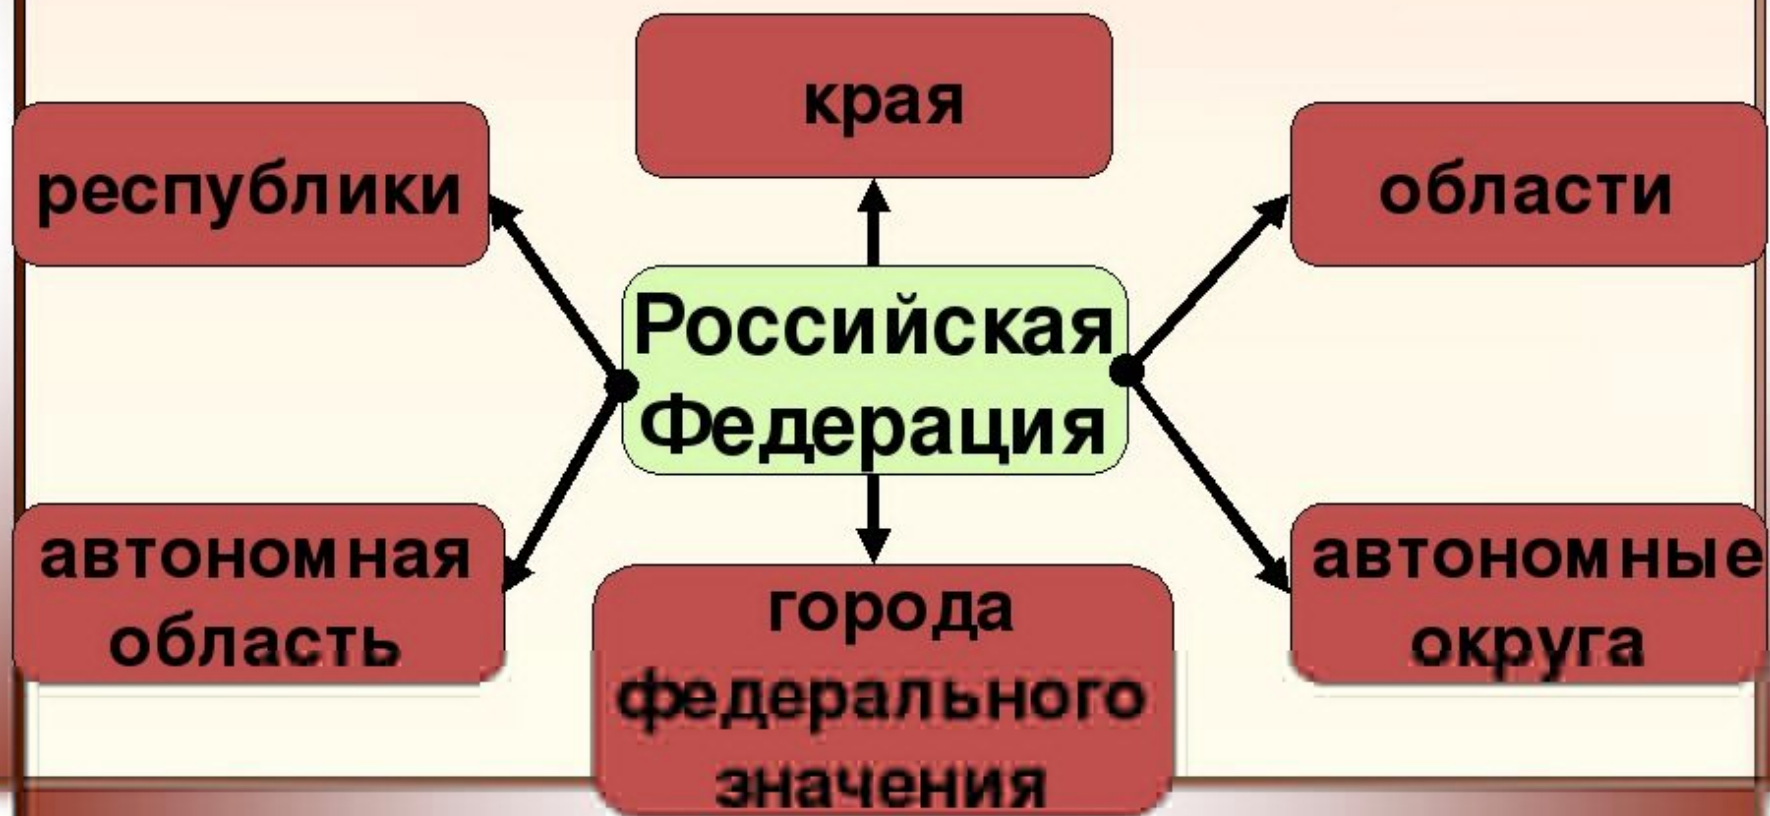 края
республики
области
Российская
Федерация
автономная
область
города
федерального
значения
автономные
округа